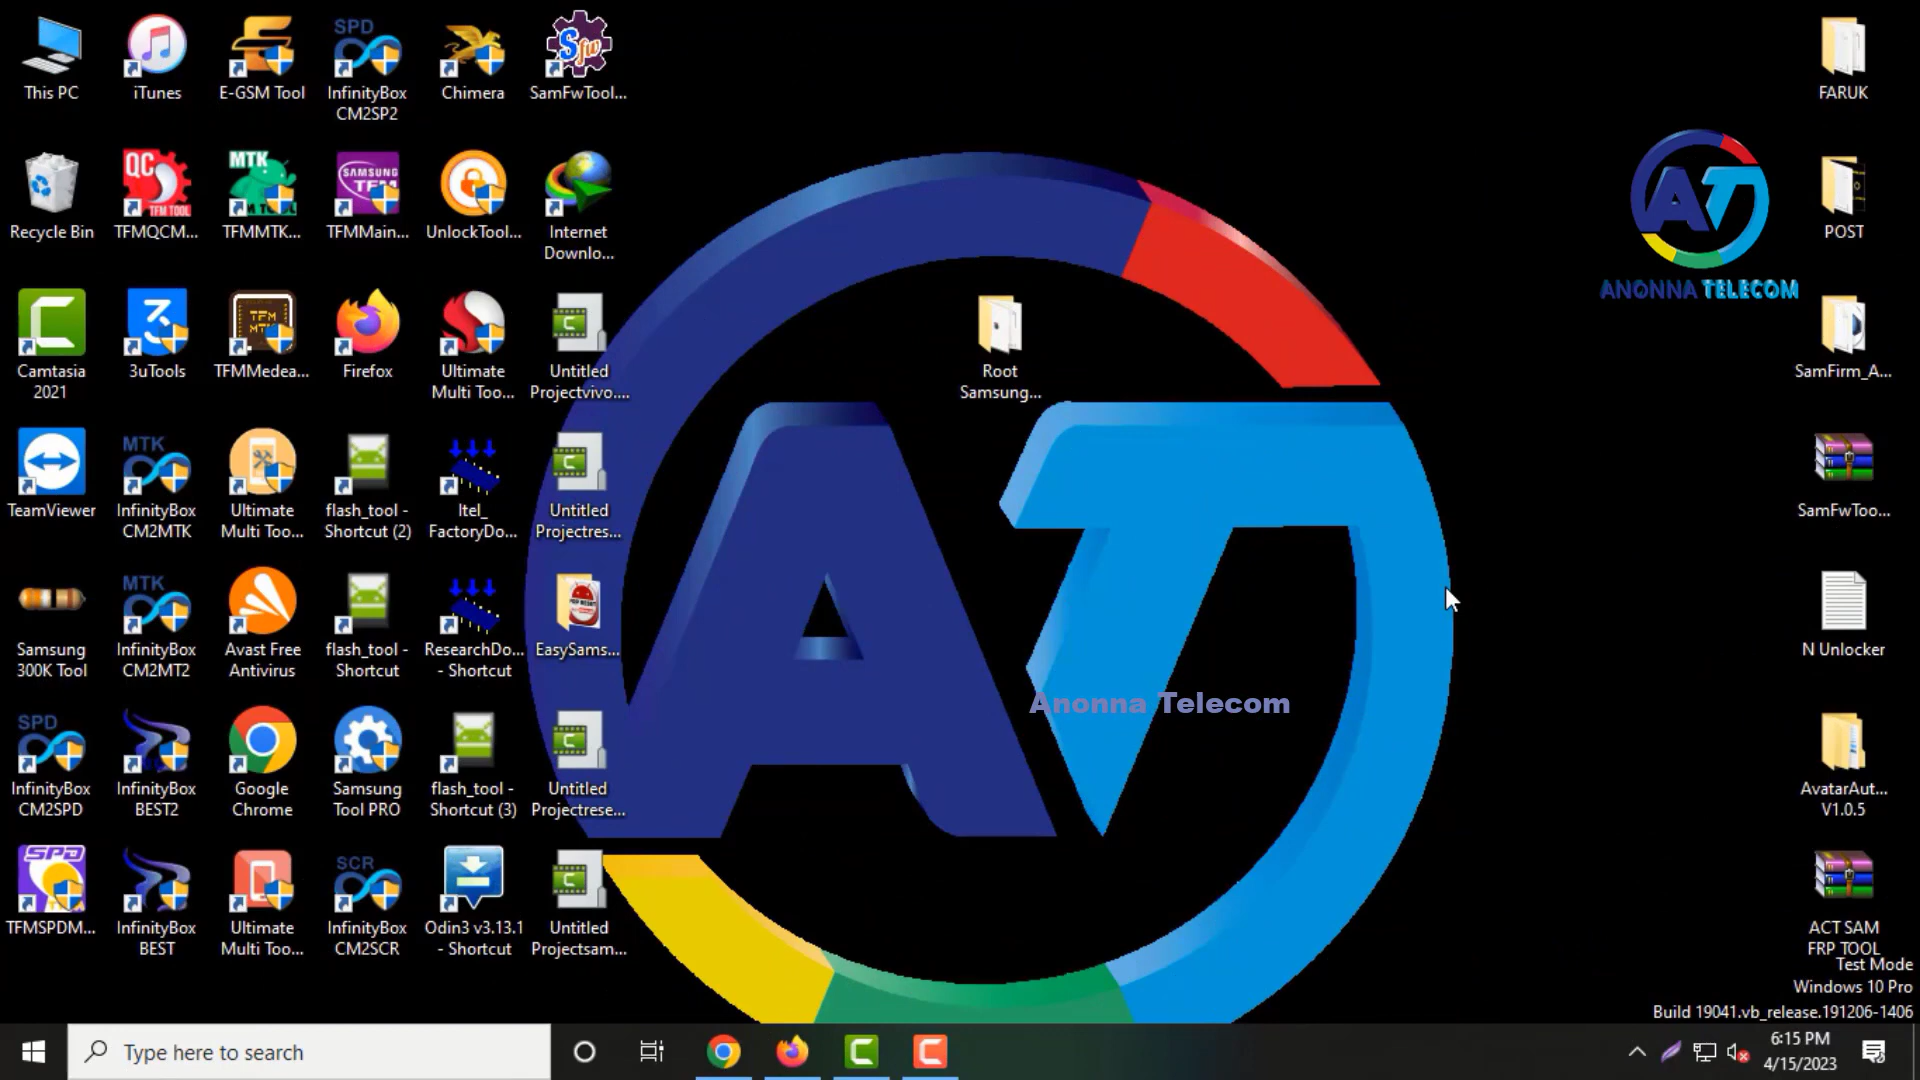 This PC
iTunes
E-GSM Tool
InfinityBox
CM2SP2
Chimera
SamFwTool...
FARUK
Recycle Bin
TFMQCM...
TFMMTK...
TFMMain...
UnlockTool...
Internet
Downlo...
POST
ANONNA TELECOM
Camtasia
2021
3uTools
TFMMedea...
Firefox
Ultimate
Multi Too...
Untitled
Projectvivo....
Root
Samsung...
SamFirm_A...
TeamViewer
InfinityBox
CM2MTK
Ultimate
Multi Too...
flash_tool -
Shortcut (2)
Itel_
FactoryDo...
Untitled
Projectres...
SamFwToo...
Samsung
300K Tool
InfinityBox
CM2MT2
Avast Free
Antivirus
flash_tool -
Shortcut
ResearchDo...
- Shortcut
EasySams...
N Unlocker
Anonna Telecom
InfinityBox
CM2SPD
InfinityBox
BEST2
Google
Chrome
Samsung
Tool PRO
flash_tool -
Shortcut (3)
Untitled
Projectrese...
AvatarAut...
V1.0.5
TFMSPDM...
InfinityBox
BEST
Ultimate
Multi Too...
InfinityBox
CM2SCR
Odin3 v3.13.1
- Shortcut
Untitled
Projectsam...
ACT SAM
FRP TOOL
Test Mode
Windows 10 Pro
Build 19041.vb_release.191206-1406
Type here to search
6:15 PM
4/15/2023